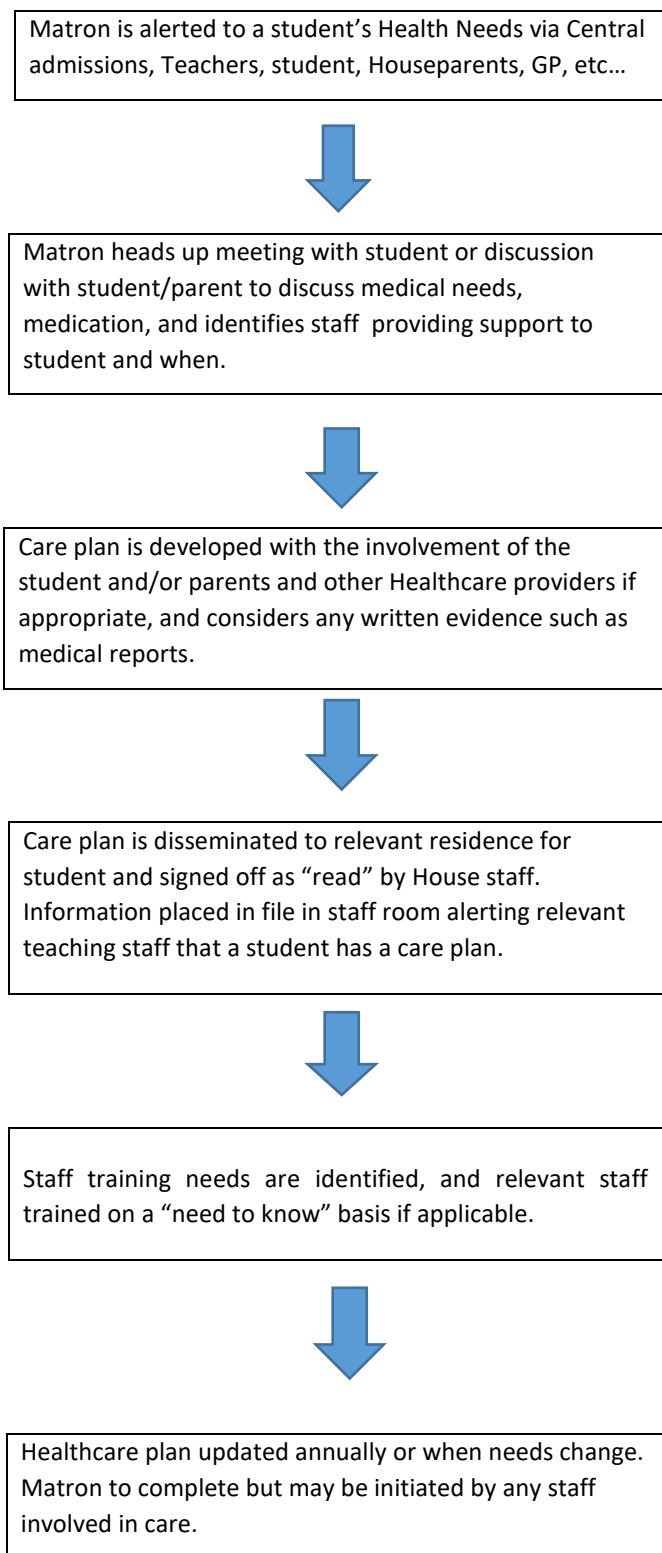 Matron is alerted to a student’s Health Needs via Central
admissions, Teachers, student, Houseparents, GP, etc…
Matron heads up meeting with student or discussion
with student/parent to discuss medical needs,
medication, and identifies staff  providing support to
student and when.
Care plan is developed with the involvement of the
student and/or parents and other Healthcare providers if
appropriate, and considers any written evidence such as
medical reports.
Care plan is disseminated to relevant residence for
student and signed off as “read” by House staff.
Information placed in file in staff room alerting relevant
teaching staff that a student has a care plan.
Staff training needs are identified, and relevant staff
trained on a “need to know” basis if applicable.
Healthcare plan updated annually or when needs change.
Matron to complete but may be initiated by any staff
involved in care.